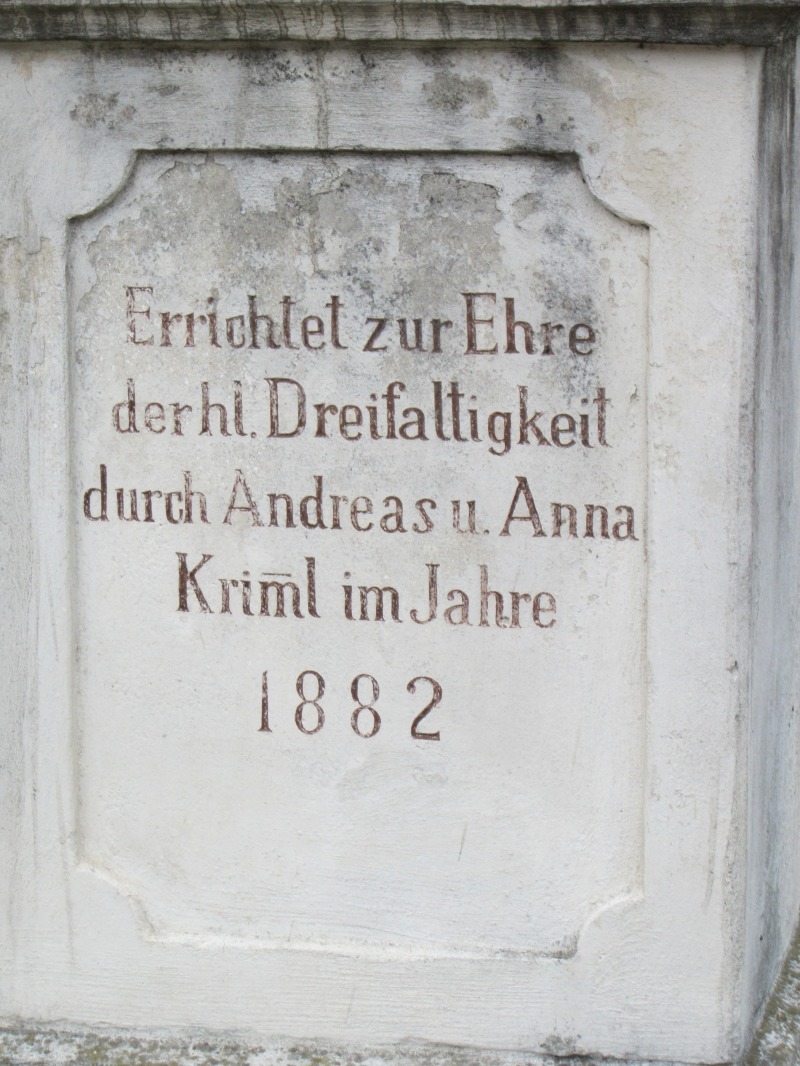 Errichtet zur Ehre
der hl. Dreifaltigkeit
durch Andreas u. Anna
Krim̄l im Jahre
1882